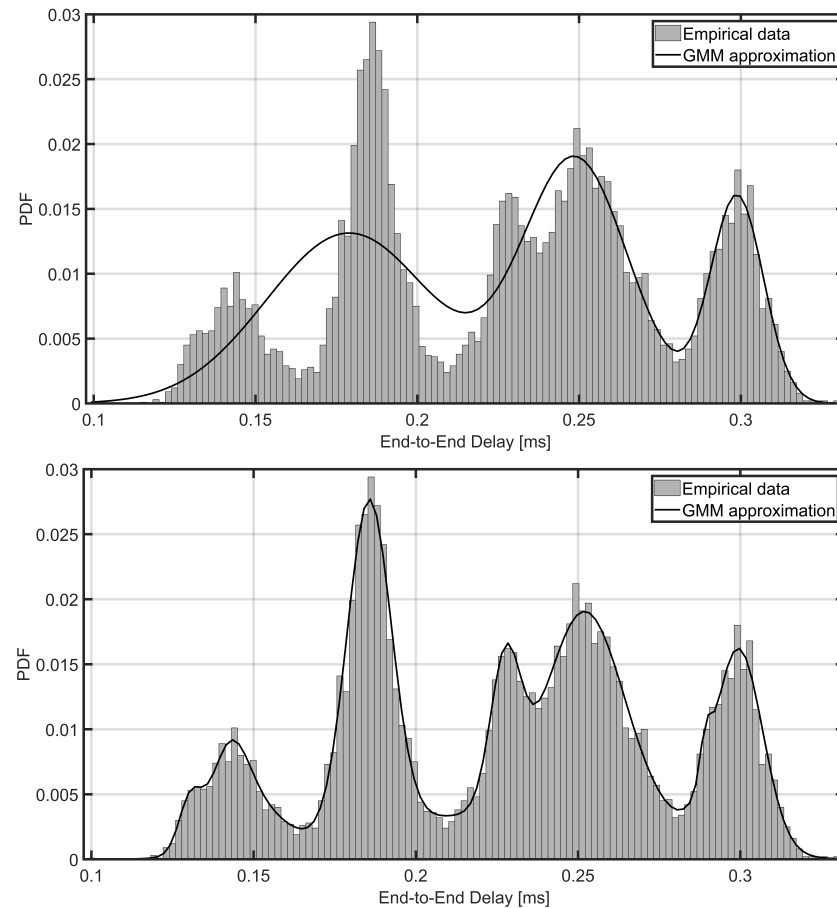 0.03
0.025
0.02
0.015
0.01
0.005
0
PDF
Empirical data
GMM approximation
0.1 0.15 0.2 0.25 0.3
End-to-End Delay [ms]
0.03
0.025
0.02
0.015
0.01
0.005
0
PDF
Empirical data
GMM approximation
0.1 0.15 0.2 0.25 0.3
End-to-End Delay [ms]